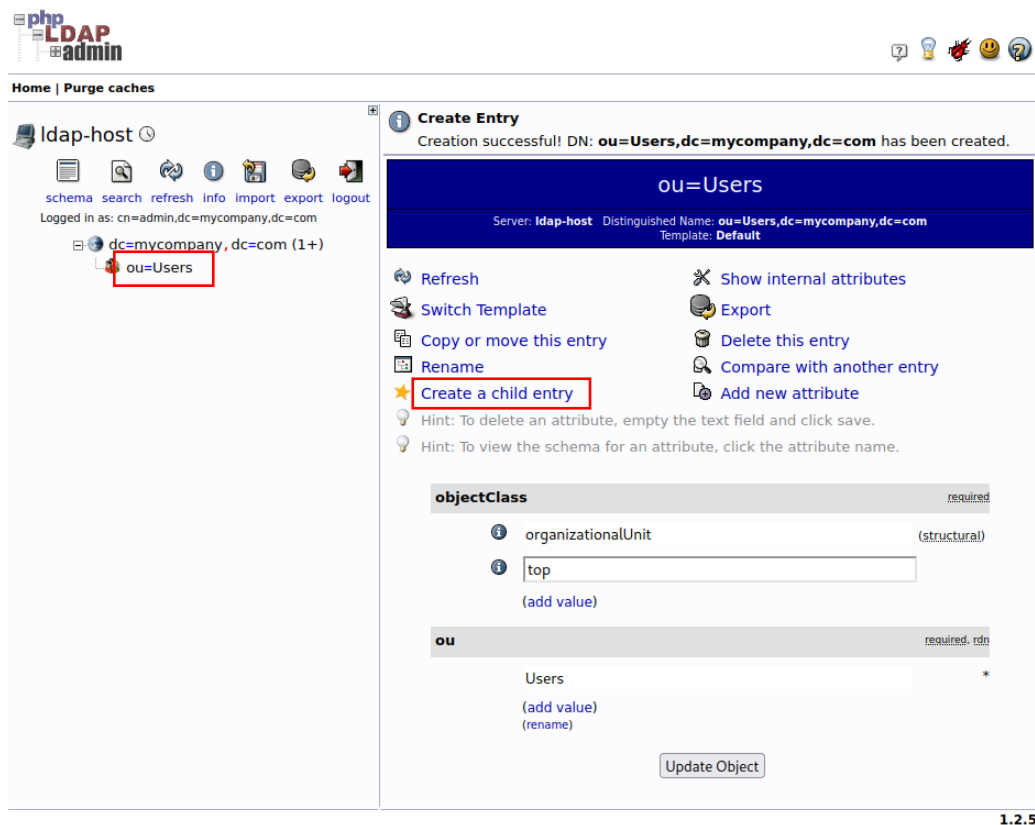 php
LDAP
admin
Home | Purge caches
ldap-host
schema search refresh info import export logout
Logged in as: cn=admin,dc=mycompany,dc=com
dc=mycompany,dc=com (1+)
ou=Users
Create Entry
Creation successful! DN: ou=Users,dc=mycompany,dc=com has been created.
ou=Users
Server: ldap-host Distinguished Name: ou=Users,dc=mycompany,dc=com
Template: Default
Refresh
Show internal attributes
Switch Template
Export
Copy or move this entry
Delete this entry
Rename
Compare with another entry
Create a child entry
Add new attribute
Hint: To delete an attribute, empty the text field and click save.
Hint: To view the schema for an attribute, click the attribute name.
objectClass required
organizationalUnit (structural)
top
(add value)
ou required, rdn
Users *
(add value)
(rename)
Update Object
1.2.5